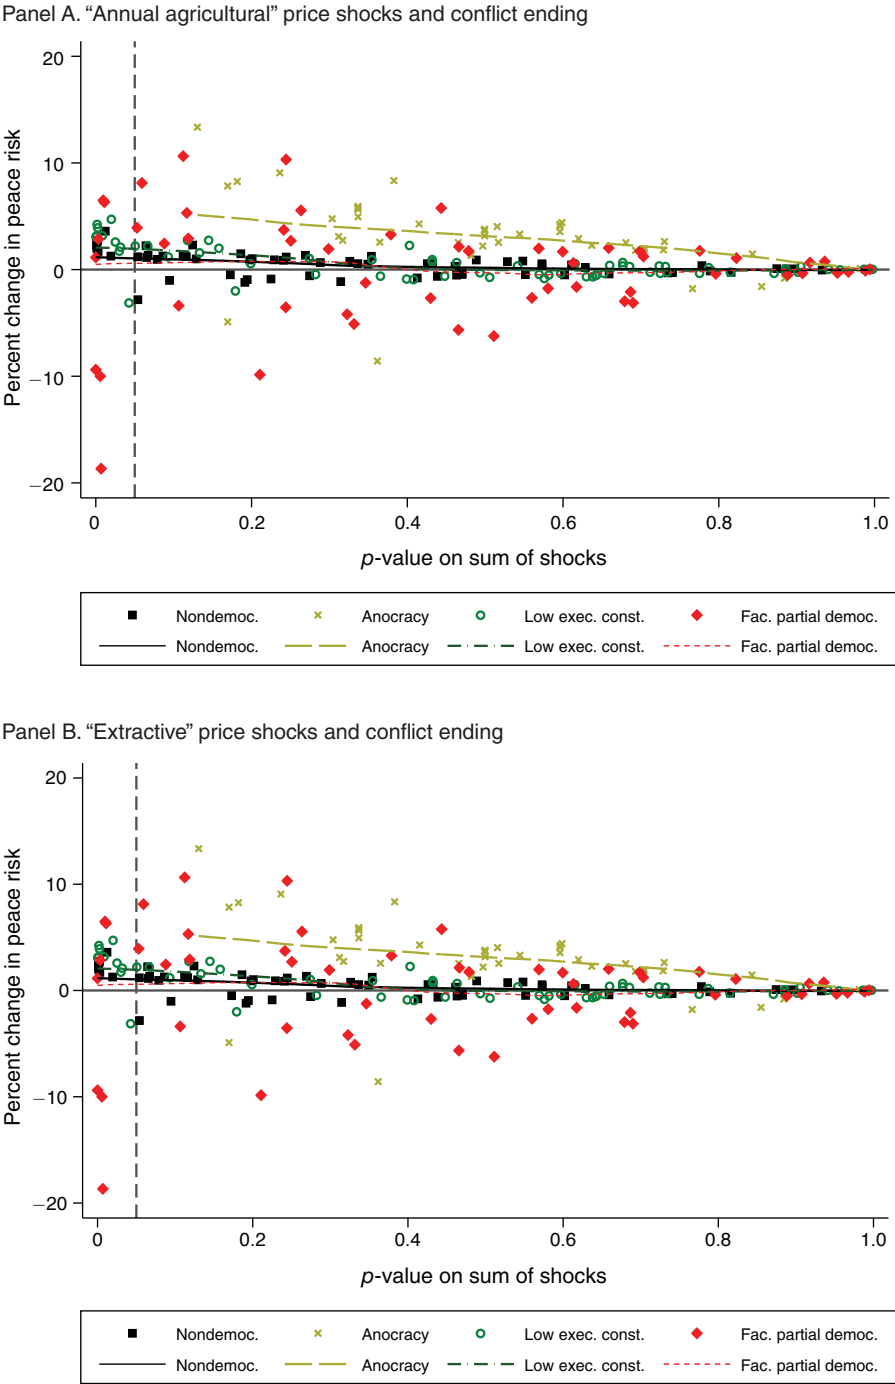 Panel A. “Annual agricultural” price shocks and conflict ending
Percent change in peace risk
20
10
0
−10
−20
0
0.2
0.4
0.6
0.8
1.0
p-value on sum of shocks
Nondemoc.
Anocracy
Low exec. const.
Fac. partial democ.
Nondemoc.
Anocracy
Low exec. const.
Fac. partial democ.
Panel B. “Extractive” price shocks and conflict ending
Percent change in peace risk
20
10
0
−10
−20
0
0.2
0.4
0.6
0.8
1.0
p-value on sum of shocks
Nondemoc.
Anocracy
Low exec. const.
Fac. partial democ.
Nondemoc.
Anocracy
Low exec. const.
Fac. partial democ.